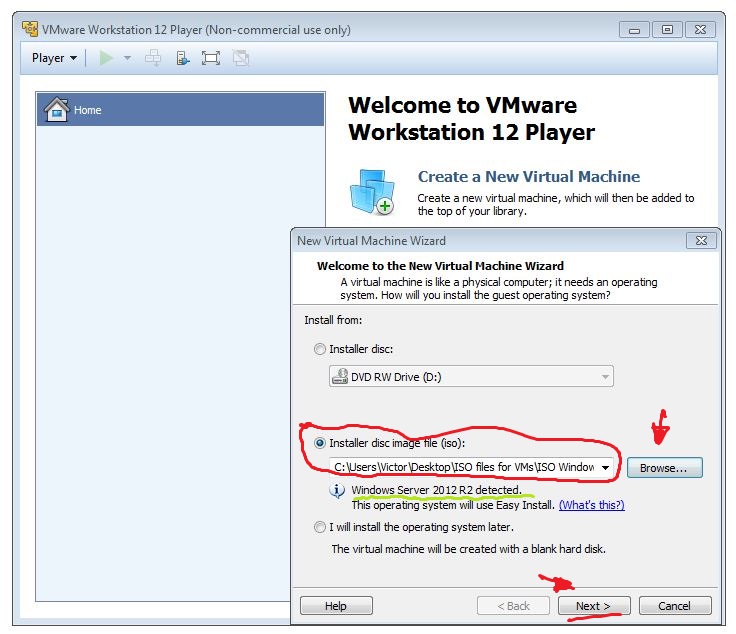 VMware Workstation 12 Player (Non-commercial use only)
Player
Home
Welcome to VMware
Workstation 12 Player
Create a New Virtual Machine
Create a new virtual machine, which will then be added to
the top of your library.
New Virtual Machine Wizard
Welcome to the New Virtual Machine Wizard
A virtual machine is like a physical computer; it needs an operating
system. How will you install the guest operating system?
Install from:
Installer disc:
DVD RW Drive (D:)
Installer disc image file (iso):
C:\Users\Victor\Desktop\ISO files for VMs\ISO Window
Browse...
Windows Server 2012 R2 detected.
This operating system will use Easy Install. (What's this?)
I will install the operating system later.
The virtual machine will be created with a blank hard disk.
Help
< Back
Next >
Cancel